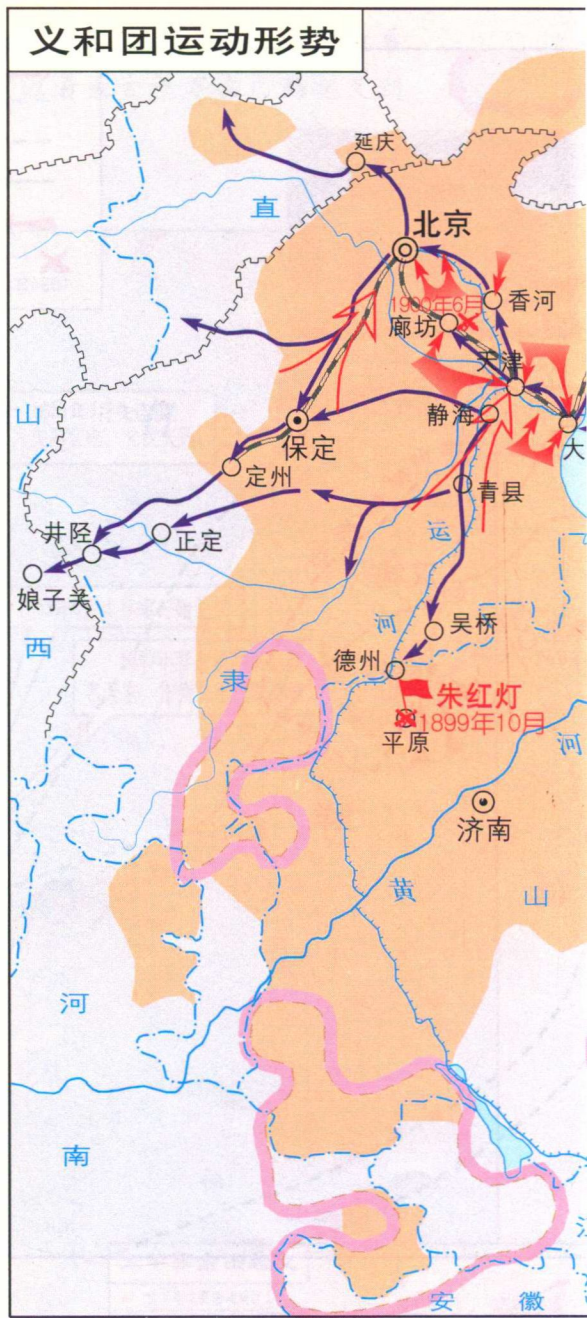 义和团运动形势
延庆
直
北京
1900年6月
香河
廊坊
天津
山
静海
大
保定
定州
青县
井陉
正定
运
娘子关
西
河
吴桥
德州
隶
朱红灯
1899年10月
平原
河
济南
黄
山
河
南
安
徽